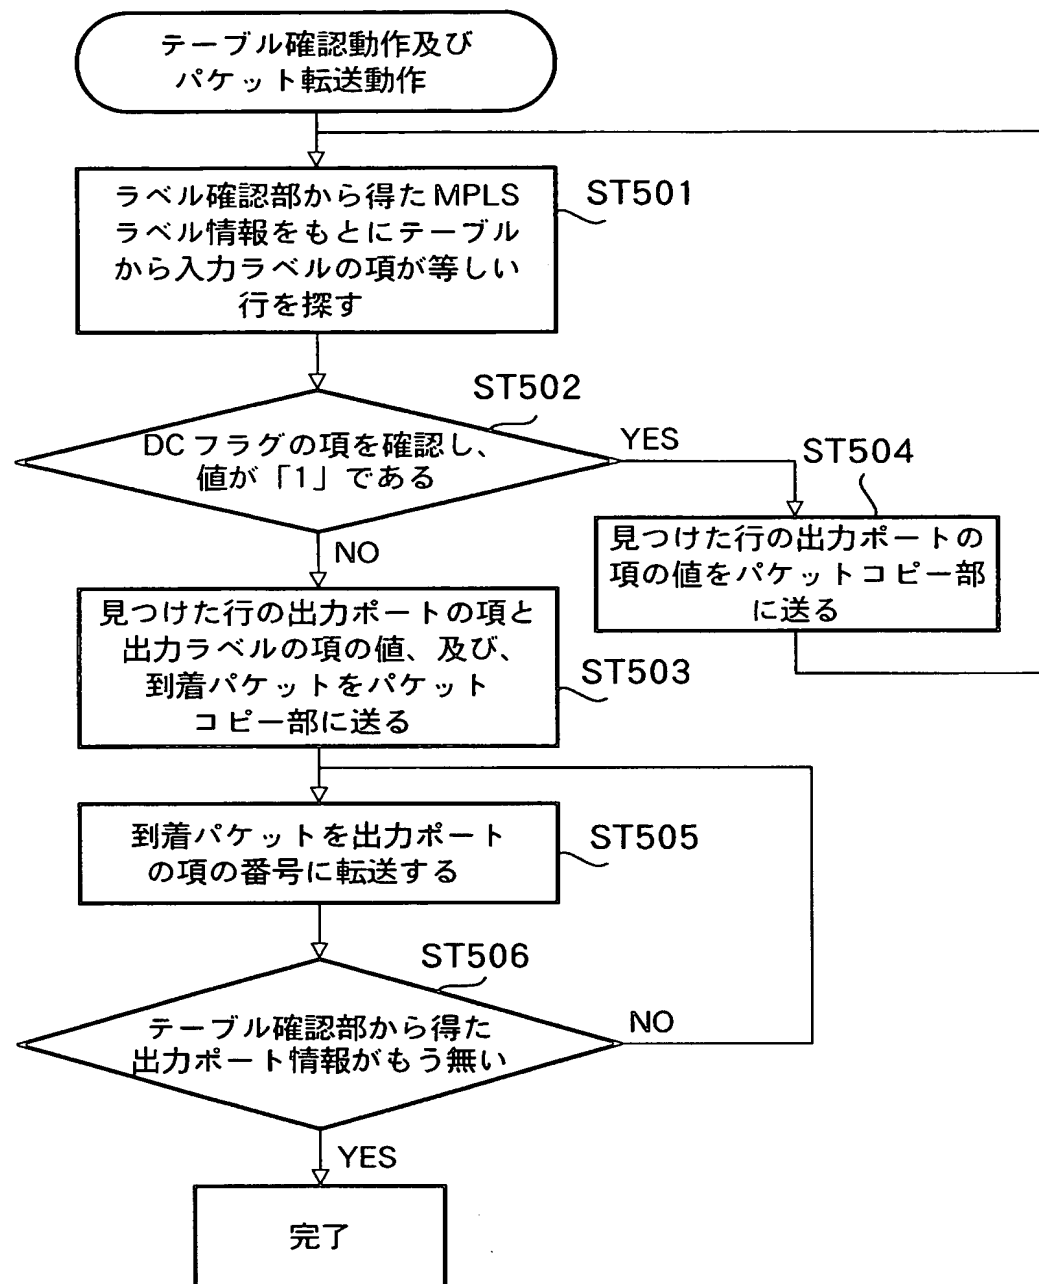 テーブル確認動作及び
パケット転送動作
ラベル確認部から得たMPLS
ラベル情報をもとにテーブル
から入力ラベルの項が等しい
行を探す
ST501
ST502
DCフラグの項を確認し、
値が「1」である
YES
NO
ST504
見つけた行の出力ポートの
項の値をパケットコピー部
に送る
見つけた行の出力ポートの項と
出力ラベルの項の値、及び、
到着パケットをパケット
コピー部に送る
ST503
到着パケットを出力ポート
の項の番号に転送する
ST505
ST506
テーブル確認部から得た
出力ポート情報がもう無い
NO
YES
完了